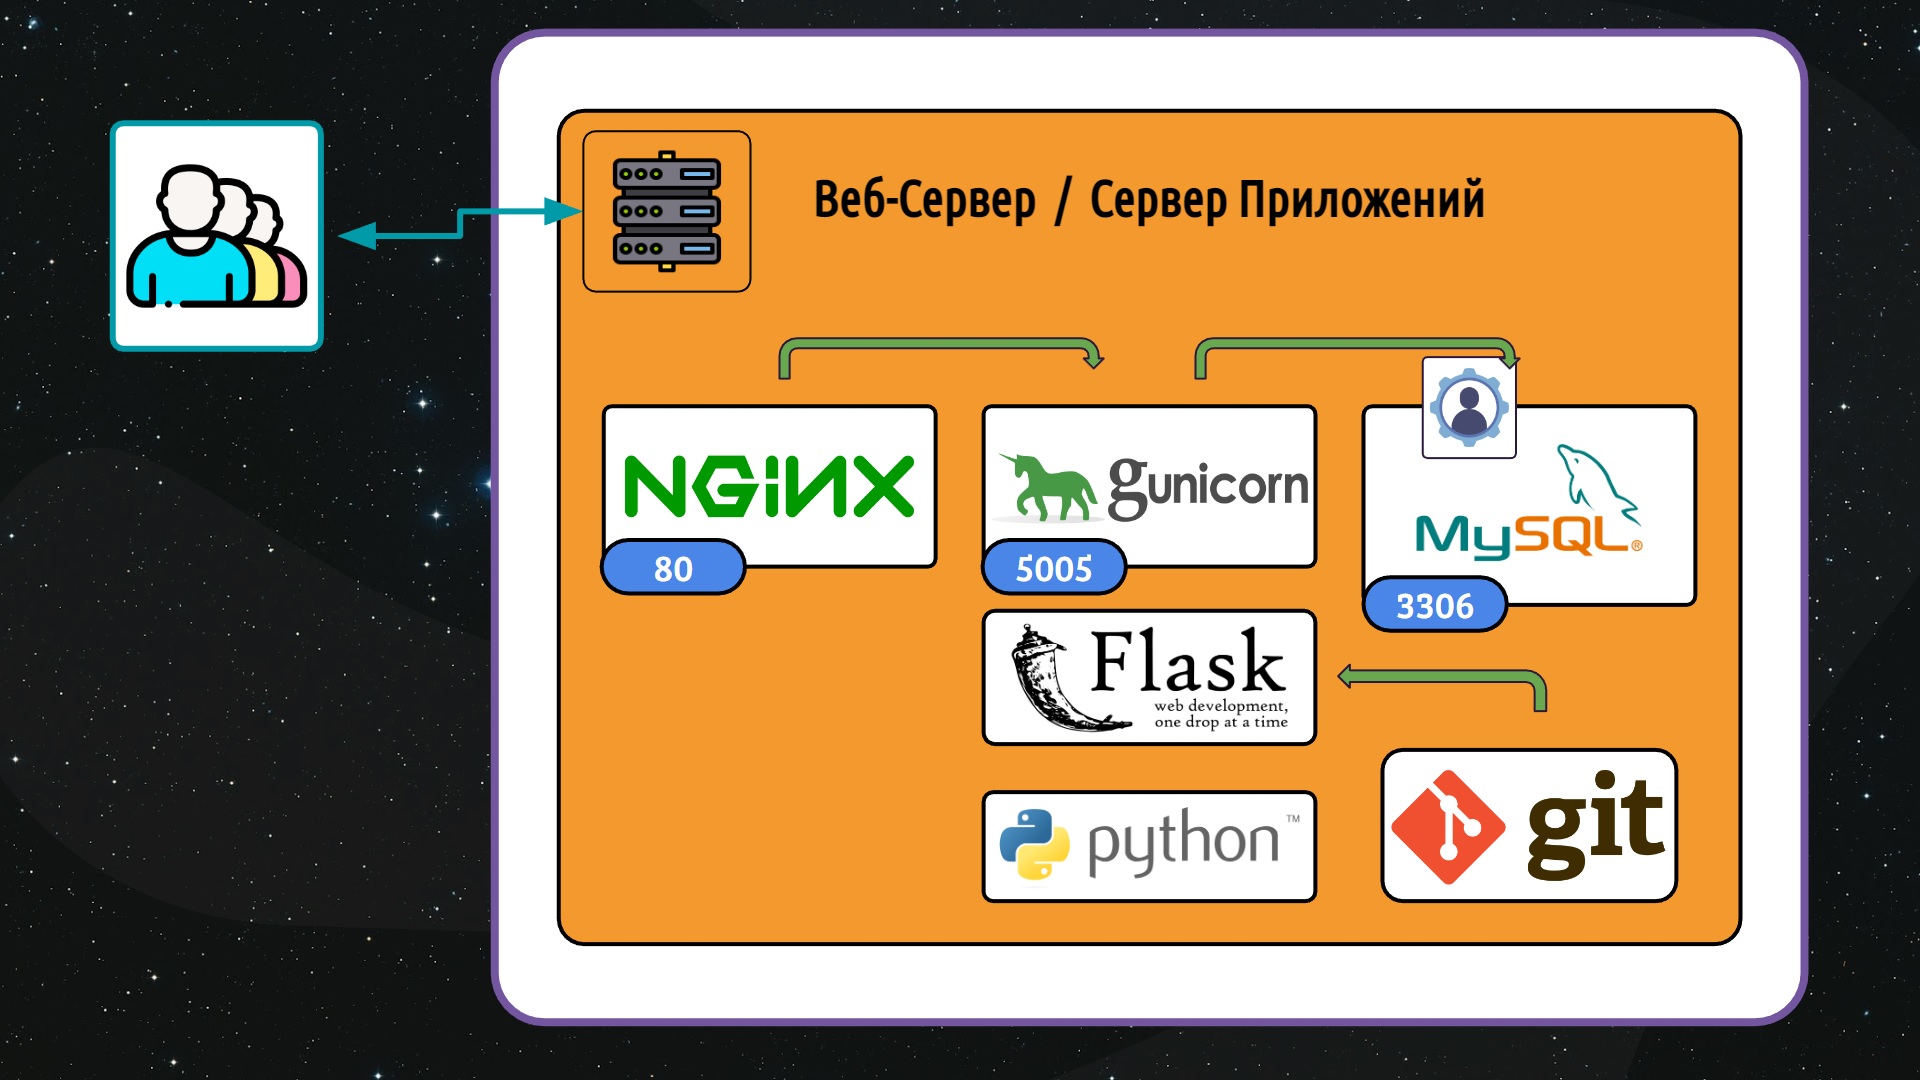 Веб-Сервер / Сервер Приложений
NGiNX
80
gunicorn
5005
MySQL®
3306
Flask
web development,
one drop at a time
python™
git